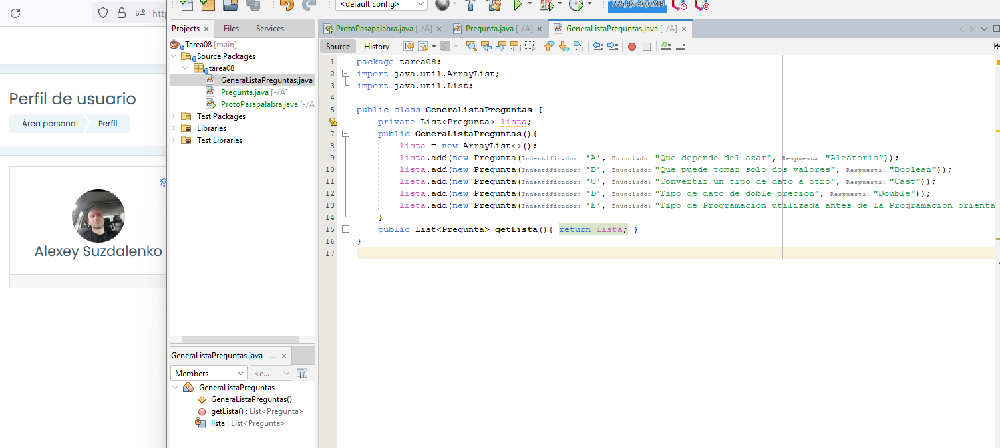 http
Perfil de usuario
Área personal Perfil
Alexey Suzdalenko
<default config>
225,8/540,0MB
Projects Files Services
Tarea08 [main]
Source Packages
tarea08
GeneraListaPreguntas.java
Pregunta.java [-/A]
ProtoPasapalabra.java [-/A
Test Packages
Libraries
Test Libraries
GeneraListaPreguntas.java - ...
Members <e...
GeneraListaPreguntas
GeneraListaPreguntas()
getLista() : List<Pregunta>
lista : List<Pregunta>
ProtoPasapalabra.java [-/A] Pregunta.java [-/A] GeneraListaPreguntas.java [-/A]
Source History
1 package tarea08;
2 import java.util.ArrayList;
3 import java.util.List;
4
5 public class GeneraListaPreguntas {
private List<Pregunta> lista;
7 public GeneraListaPreguntas(){
8 lista = new ArrayList<>();
9 lista.add(new Pregunta(Identificador: 'A', Enunciado: "Que depende del azar", Respuesta: "Aleatorio"));
10 lista.add(new Pregunta(Identificador: 'B', Enunciado: "Que puede tomar solo dos valores", Respuesta: "Boolean"));
11 lista.add(new Pregunta(Identificador: 'C', Enunciado: "Convertir un tipo de dato a otro", Respuesta: "Cast"));
12 lista.add(new Pregunta(Identificador: 'D', Enunciado: "Tipo de dato de doble precion", Respuesta: "Double"));
13 lista.add(new Pregunta(Identificador: 'E', Enunciado: "Tipo de Programacion utilizada antes de la Programacion orienta
14 }
15 public List<Pregunta> getLista(){ return lista; }
16 }
17